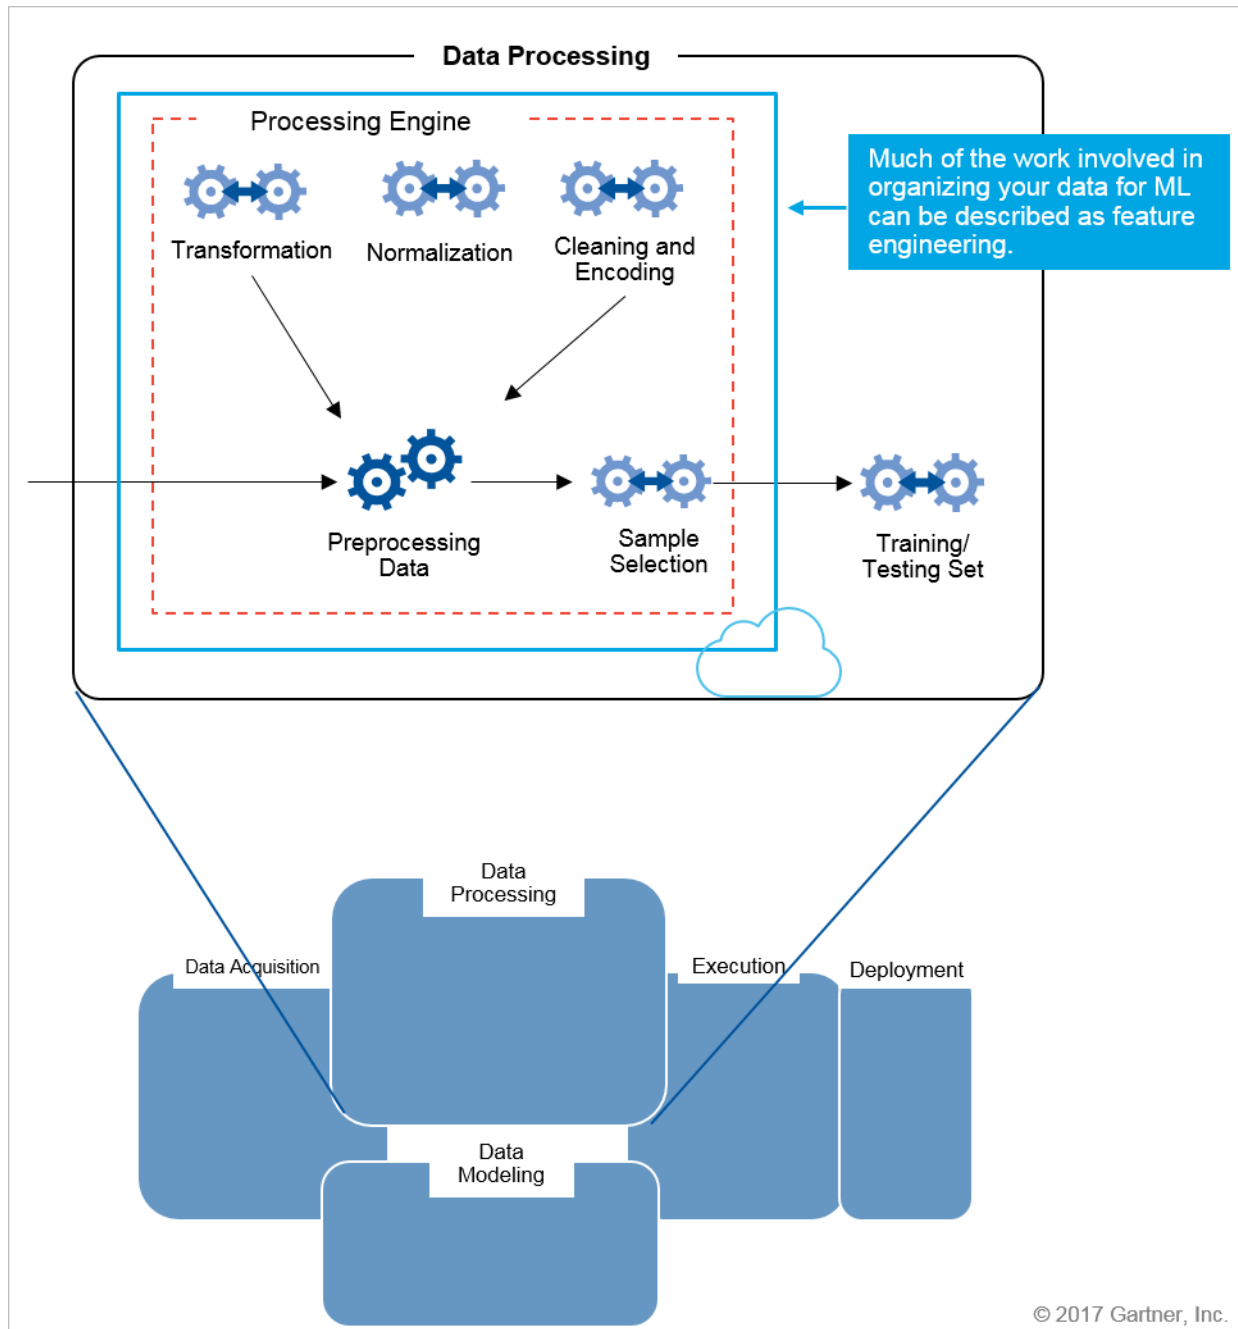 Data Processing
Processing Engine
Transformation
Normalization
Cleaning and
Encoding
Much of the work involved in
organizing your data for ML
can be described as feature
engineering.
Preprocessing
Data
Sample
Selection
Training/
Testing Set
Data
Processing
Data Acquisition
Execution
Deployment
Data
Modeling
© 2017 Gartner, Inc.